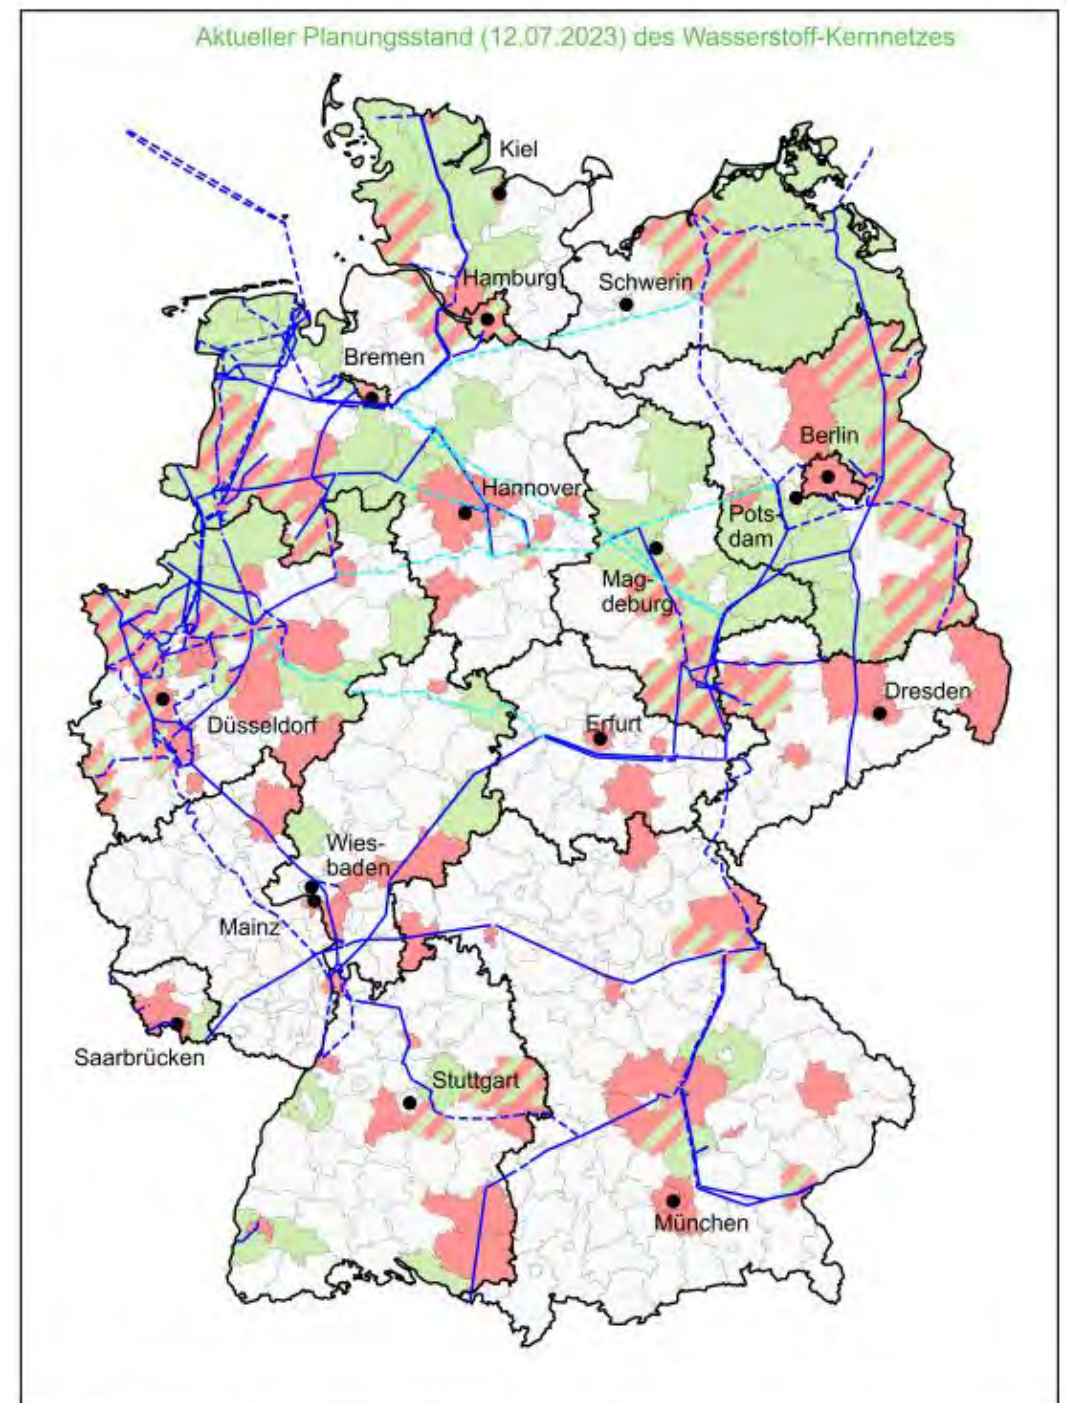 Aktueller Planungsstand (12.07.2023) des Wasserstoff-Kernnetzes
Kiel
Hamburg
Schwerin
Bremen
Berlin
Hannover
Pots-
dam
Mag-
deburg
Dresden
Düsseldorf
Erfurt
Wies-
baden
Mainz
Saarbrücken
Stuttgart
München